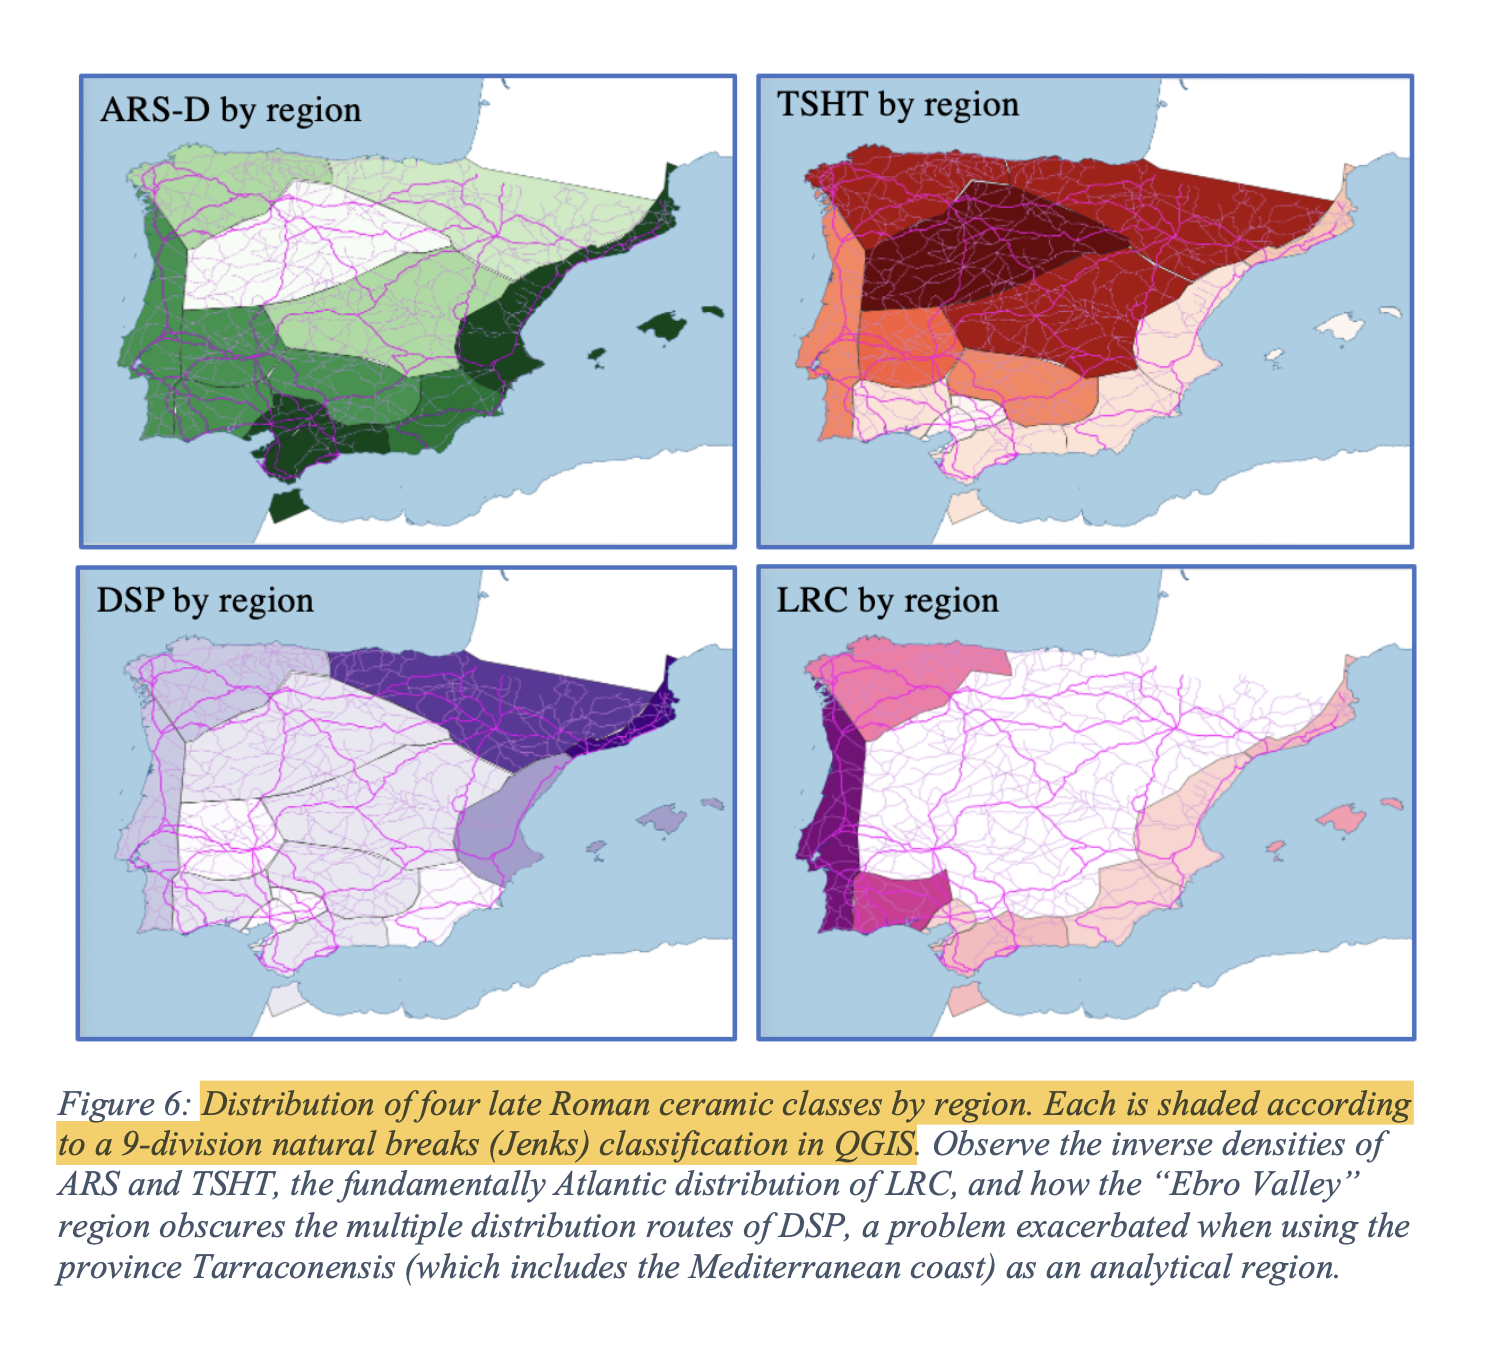 ARS-D by region
TSHT by region
DSP by region
LRC by region
Figure 6: Distribution of four late Roman ceramic classes by region. Each is shaded according
to a 9-division natural breaks (Jenks) classification in QGIS. Observe the inverse densities of
ARS and TSHT, the fundamentally Atlantic distribution of LRC, and how the “Ebro Valley”
region obscures the multiple distribution routes of DSP, a problem exacerbated when using the
province Tarraconensis (which includes the Mediterranean coast) as an analytical region.